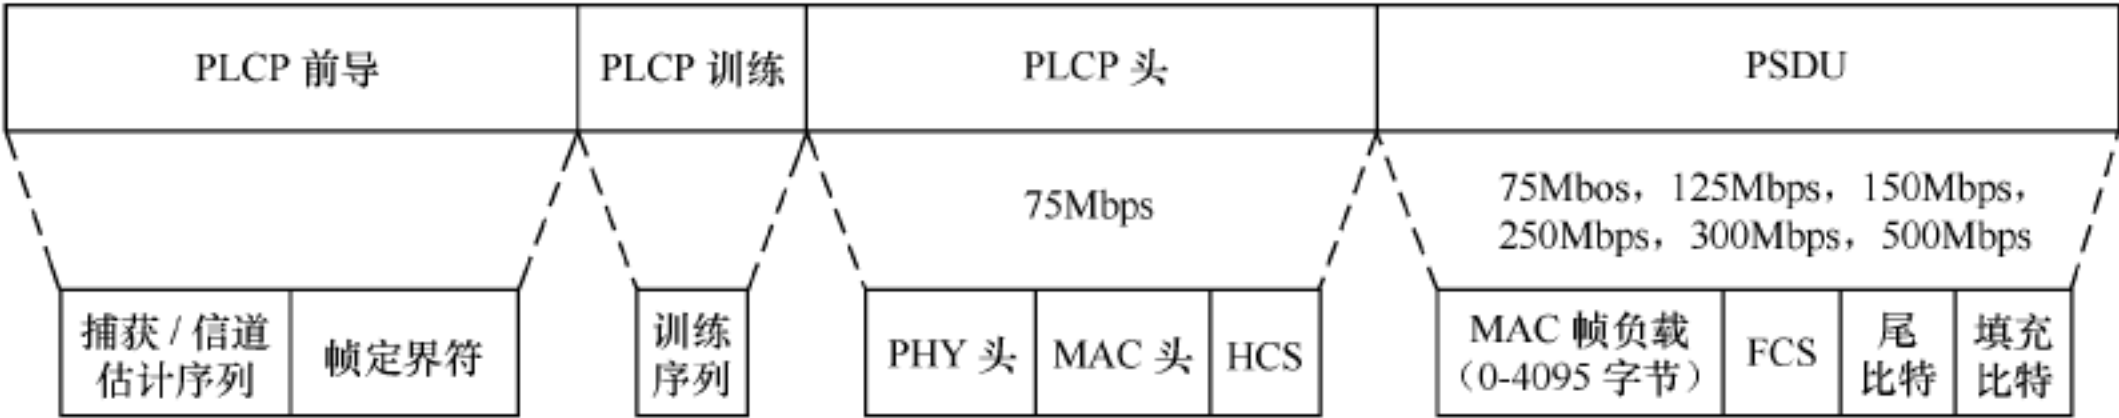 PLCP 前导
PLCP 训练
PLCP 头
PSDU
75Mbps
75Mbos，125Mbps，150Mbps，
250Mbps，300Mbps，500Mbps
捕获 / 信道
估计序列
帧定界符
训练
序列
PHY 头
MAC 头
HCS
MAC 帧负载
（0-4095 字节）
FCS
尾
比特
填充
比特